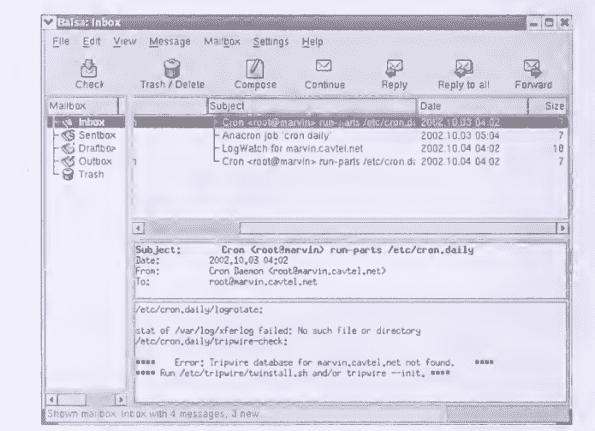 Balsa: Inbox
File Edit View Message Mailbox Settings Help
Check Trash / Delete Compose Continue Reply Reply to all Forward
Mailbox Subject Date Size
Inbox Cron <root@marvin> run-parts /etc/cron.d 2002.10.03 04:02 7
Sentbox Anacron job 'cron daily' 2002.10.03 05:04 7
Draftbox LogWatch for marvin.cavtel.net 2002.10.04 04:02 18
Outbox Cron <root@marvin> run-parts /etc/cron.d 2002.10.04 04:02 7
Trash
Subject: Cron <root@marvin> run-parts /etc/cron.daily
Date: 2002.10.03 04:02
From: Cron Daemon <root@marvin.cavtel.net>
To: root@marvin.cavtel.net
/etc/cron.daily/logrotate:
stat of /var/log/xferlog failed: No such file or directory
/etc/cron.daily/tripwire-check:
**** Error: Tripwire database for marvin.cavtel.net not found. ****
**** Run /etc/tripwire/twinstall.sh and/or tripwire --init. ****
Shown mailbox: Inbox with 4 messages, 3 new